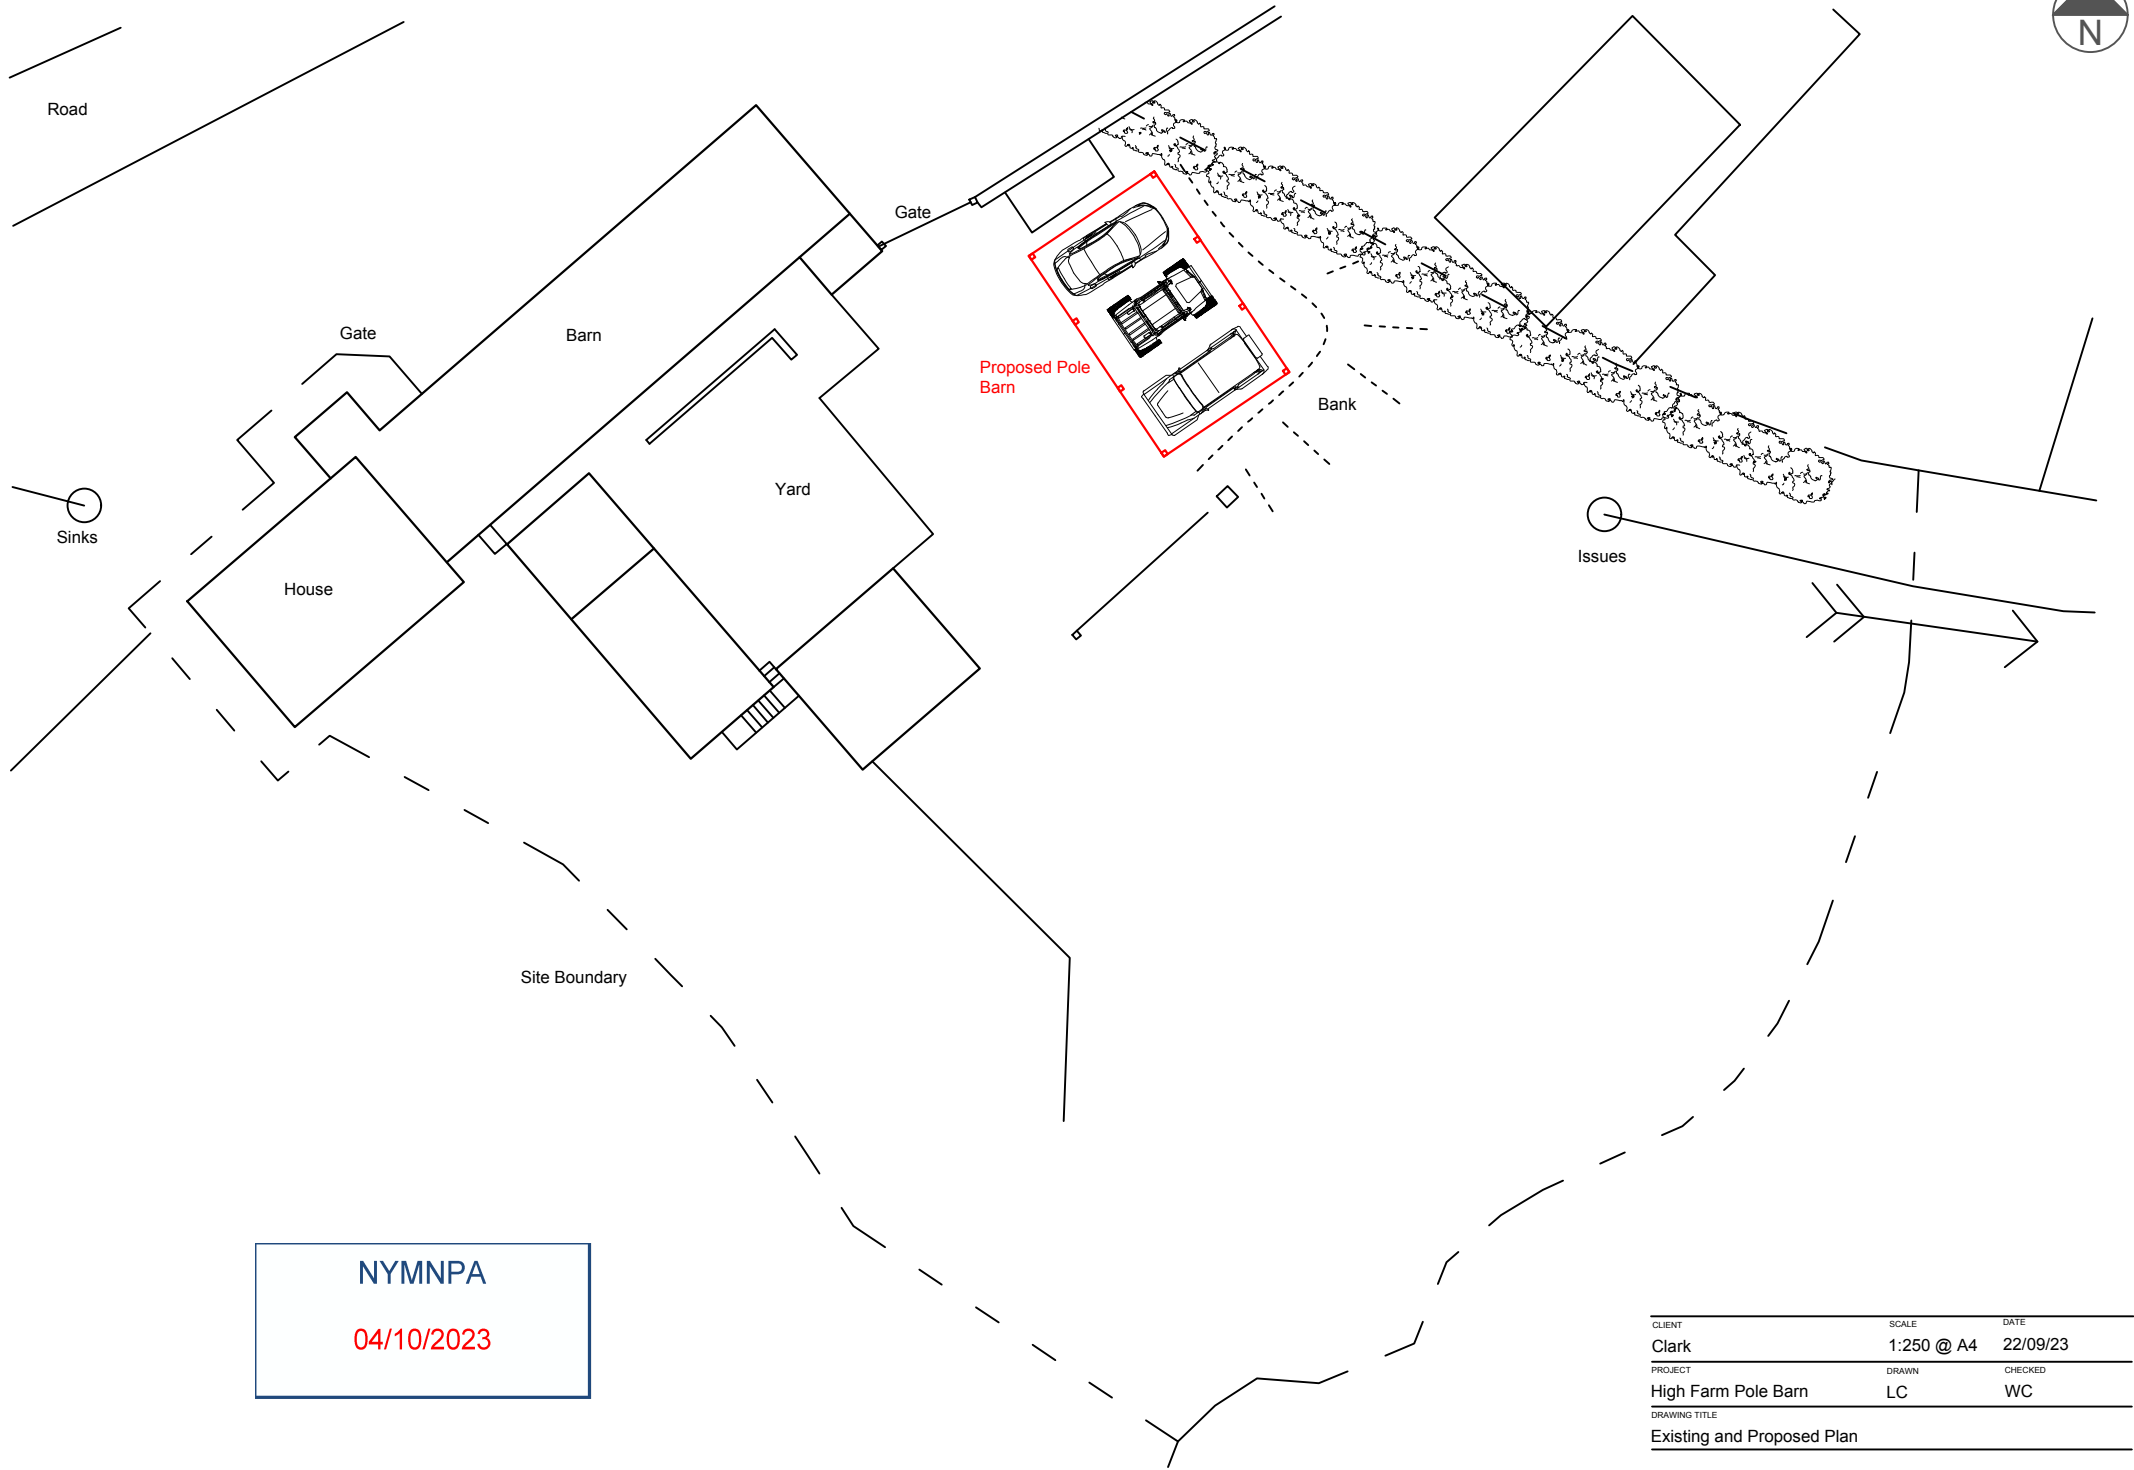 N
Road
Gate
Gate
Barn
Proposed Pole
Barn
Bank
Yard
Sinks
House
Issues
Site Boundary
NYMNPA
04/10/2023
CLIENT
Clark
SCALE
1:250 @ A4
DATE
22/09/23
PROJECT
High Farm Pole Barn
DRAWN
LC
CHECKED
WC
DRAWING TITLE
Existing and Proposed Plan